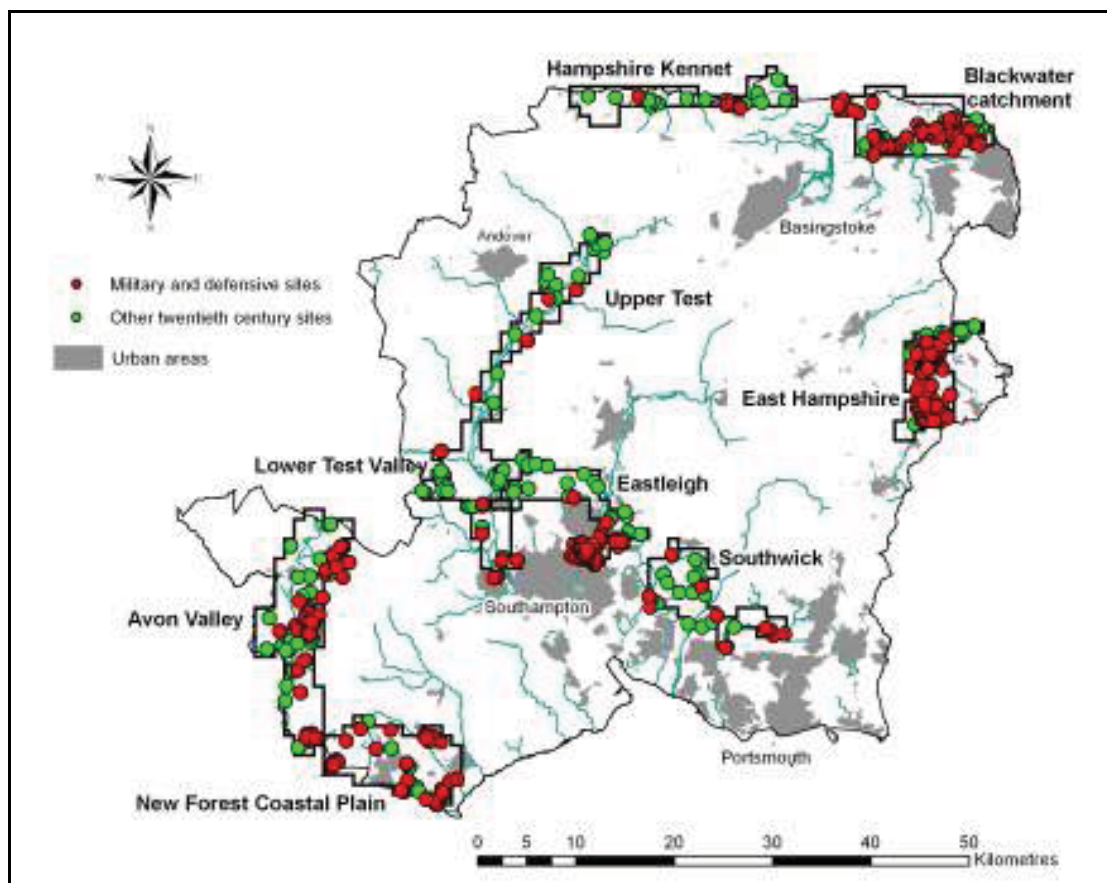 Hampshire Kennet
Blackwater
catchment
N
W
E
S
Andover
Basingstoke
Military and defensive sites
Other twentieth century sites
Urban areas
Upper Test
East Hampshire
Lower Test Valley
Eastleigh
Southwick
Southampton
Avon Valley
Portsmouth
New Forest Coastal Plain
0 5 10 20 30 40 50
Kilometres